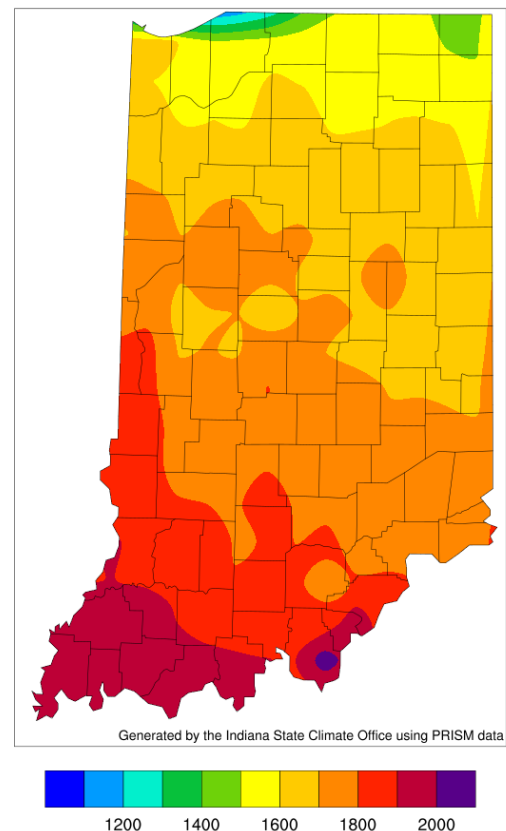 Generated by the Indiana State Climate Office using PRISM data
1200 1400 1600 1800 2000